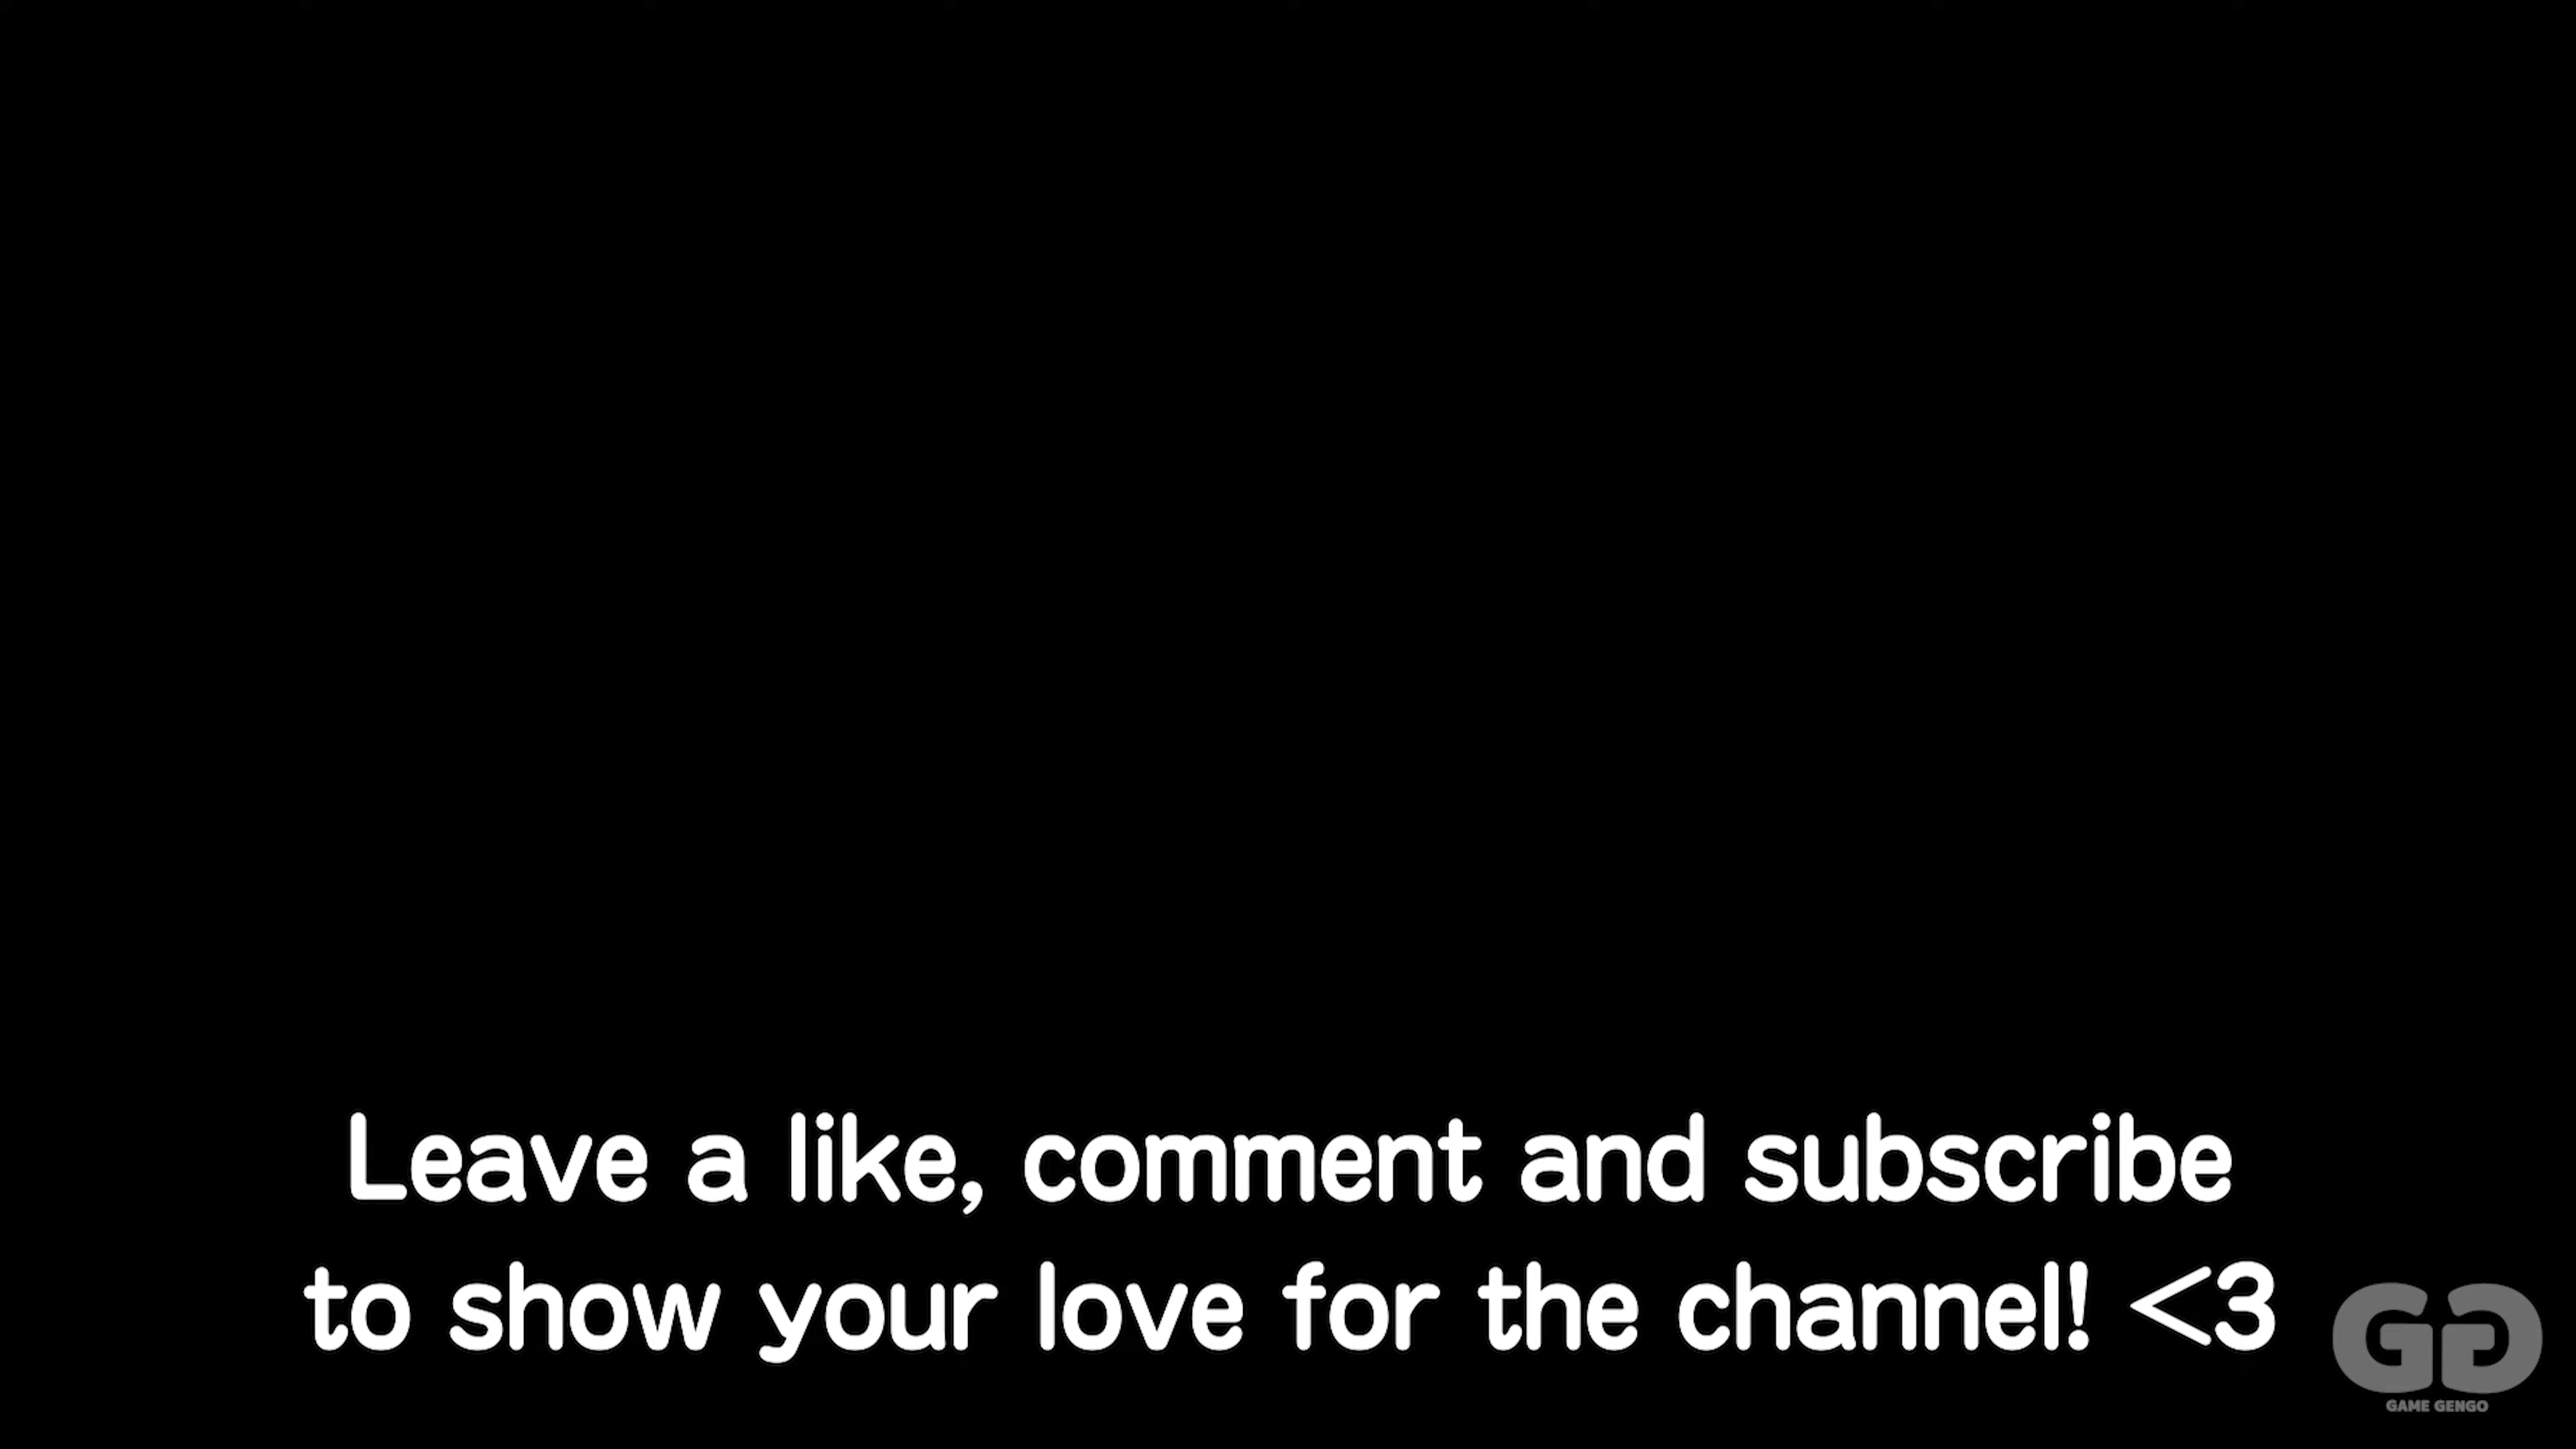 Leave a like, comment and subscribe
to show your love for the channel! <3
GG
GAME GENGO